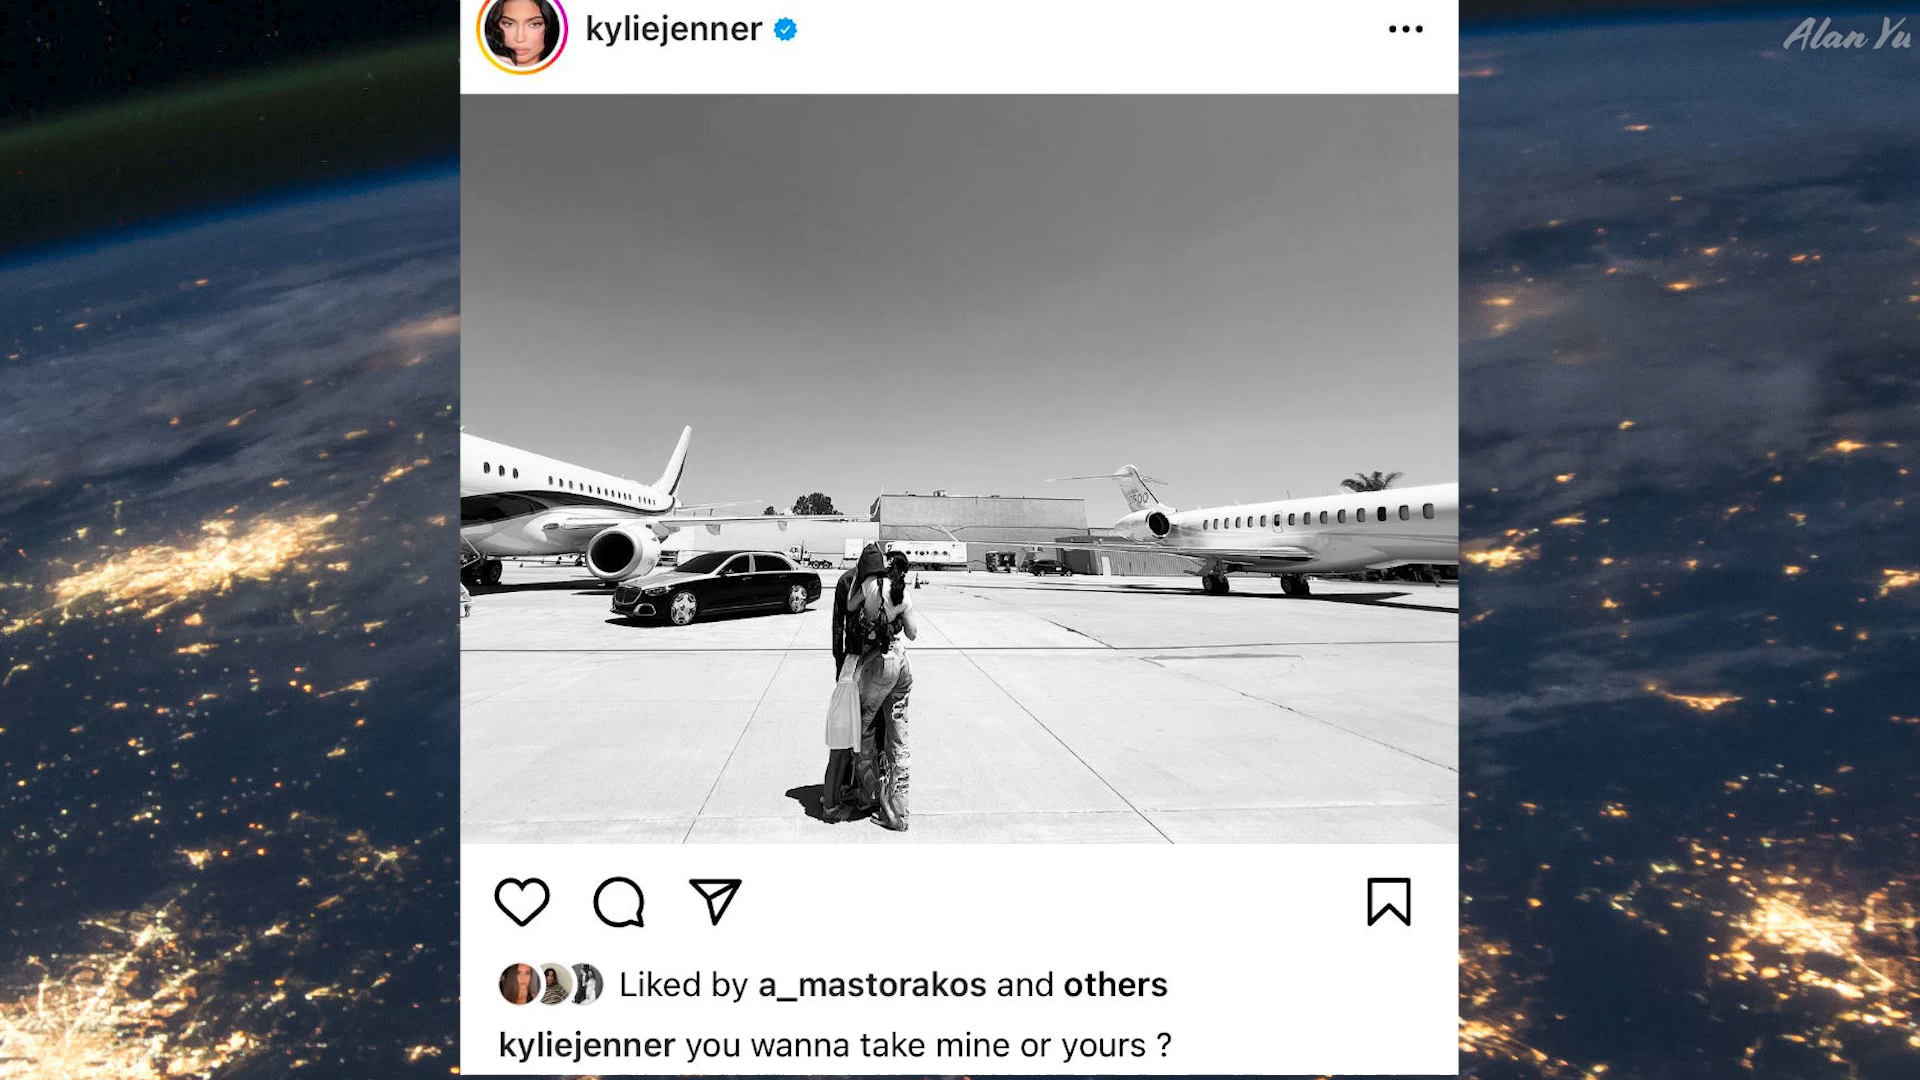 kyliejenner
Alan Yu
Liked by a_mastorakos and others
kyliejenner you wanna take mine or yours ?